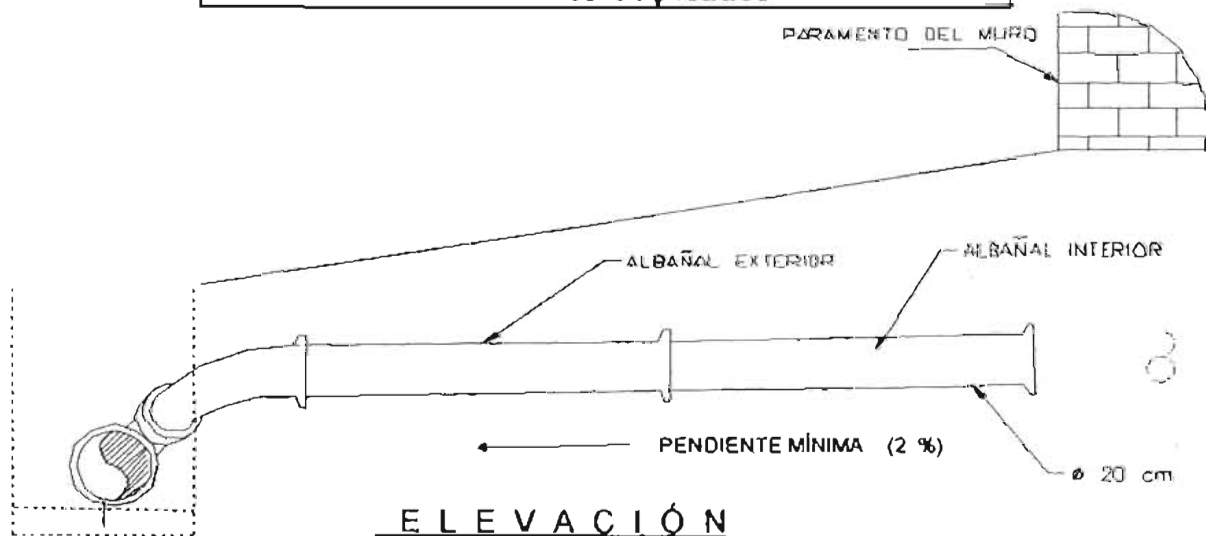 PARAMENTO DEL MURO
ALBAÑAL EXTERIOR
ALBAÑAL INTERIOR
PENDIENTE MÍNIMA (2 %)
ø 20 cm
ELEVACIÓN